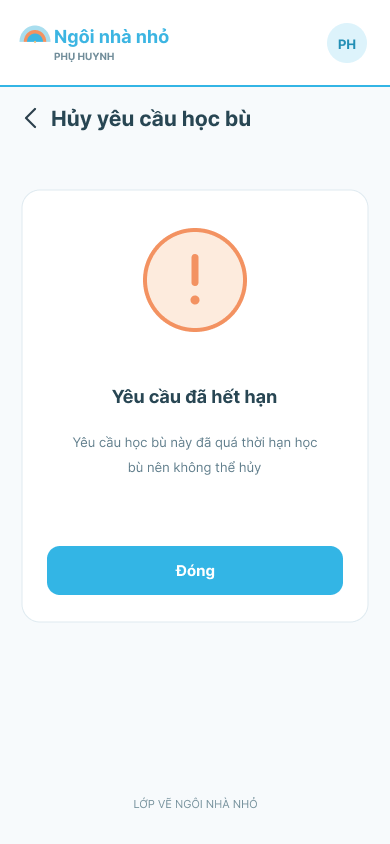 Ngôi nhà nhỏ
PHỤ HUYNH
PH
Hủy yêu cầu học bù
Yêu cầu đã hết hạn
Yêu cầu học bù này đã quá thời hạn học
bù nên không thể hủy
Đóng
LỚP VẼ NGÔI NHÀ NHỎ